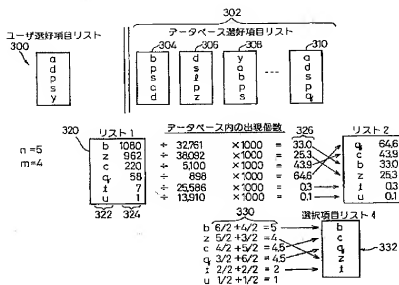 302
ユーザ選好項目リスト
データベース選好項目リスト
300
304 306 308 310
a d p s y
b p s c d
d s t p z
y a b p s
---
a d s p q
320
リスト1
データベース内の出現個数
326
リスト2
n=5
m=4
b 1080 ÷ 32,761 ×1000 = 33.0
z 962 ÷ 38,092 ×1000 = 25.3
c 220 ÷ 5,100 ×1000 = 43.9
q 58 ÷ 898 ×1000 = 64.6
t 7 ÷ 25,586 ×1000 = 0.3
u 1 ÷ 13,910 ×1000 = 0.1
q 64.6
c 43.9
b 33.0
z 25.3
t 0.3
u 0.1
322 324
330
選択項目リスト
b 6/2 + 4/2 = 5
z 5/2 + 3/2 = 4
c 4/2 + 5/2 = 4.5
q 3/2 + 6/2 = 4.5
t 2/2 + 2/2 = 2
u 1/2 + 1/2 = 1
b
c
q
z
t
332